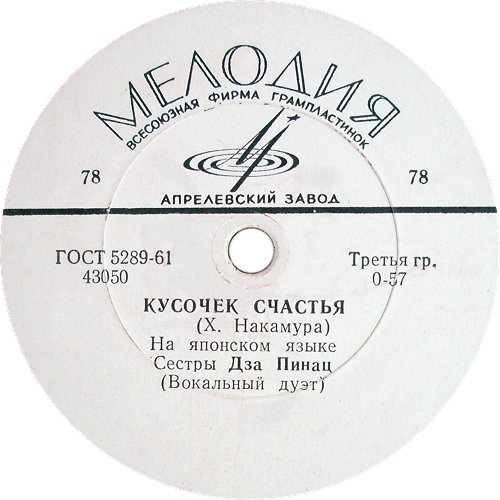 МЕЛОДИЯ
ВСЕСОЮЗНАЯ ФИРМА ГРАМПЛАСТИНОК
78 78
АПРЕЛЕВСКИЙ ЗАВОД
ГОСТ 5289-61 Третья гр.
43050 0-57
КУСОЧЕК СЧАСТЬЯ
(Х. Накамура)
На японском языке
Сестры Дза Пинац
(Вокальный дуэт)